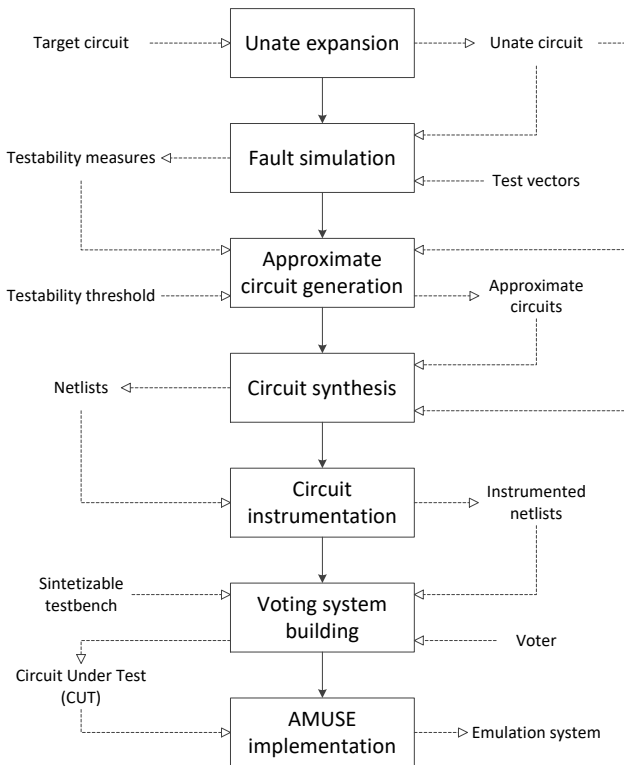 Target circuit
Unate expansion
Unate circuit
Testability measures
Fault simulation
Test vectors
Testability threshold
Approximate
circuit generation
Approximate
circuits
Netlists
Circuit synthesis
Circuit
instrumentation
Instrumented
netlists
Sintetizable
testbench
Voting system
building
Voter
Circuit Under Test
(CUT)
AMUSE
implementation
Emulation system